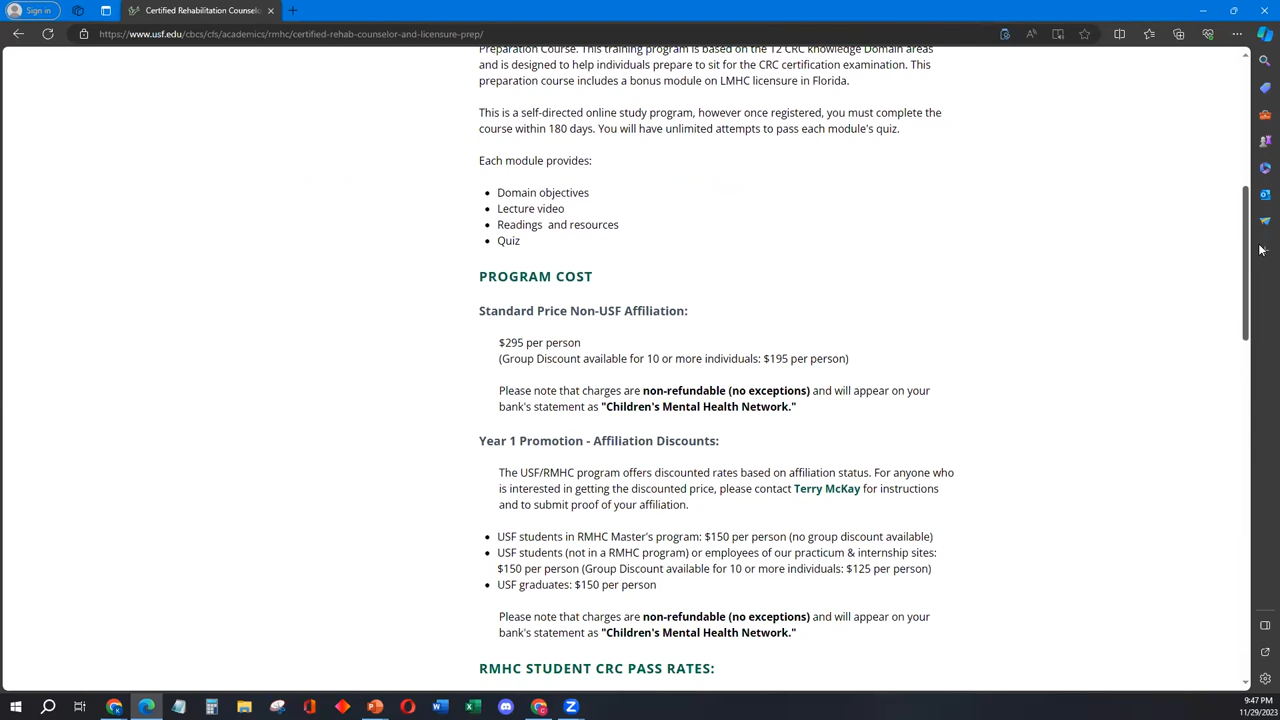 Sign in
Certified Rehabilitation Counselo
https://www.usf.edu/cbcs/cfs/academics/rmhc/certified-rehab-counselor-and-licensure-prep/
Preparation Course. This training program is based on the 12 CRC knowledge Domain areas
and is designed to help individuals prepare to sit for the CRC certification examination. This
preparation course includes a bonus module on LMHC licensure in Florida.
This is a self-directed online study program, however once registered, you must complete the
course within 180 days. You will have unlimited attempts to pass each module's quiz.
Each module provides:
• Domain objectives
• Lecture video
• Readings and resources
• Quiz
PROGRAM COST
Standard Price Non-USF Affiliation:
$295 per person
(Group Discount available for 10 or more individuals: $195 per person)
Please note that charges are non-refundable (no exceptions) and will appear on your
bank's statement as "Children's Mental Health Network."
Year 1 Promotion - Affiliation Discounts:
The USF/RMHC program offers discounted rates based on affiliation status. For anyone who
is interested in getting the discounted price, please contact Terry McKay for instructions
and to submit proof of your affiliation.
• USF students in RMHC Master's program: $150 per person (no group discount available)
• USF students (not in a RMHC program) or employees of our practicum & internship sites:
$150 per person (Group Discount available for 10 or more individuals: $125 per person)
• USF graduates: $150 per person
Please note that charges are non-refundable (no exceptions) and will appear on your
bank's statement as "Children's Mental Health Network."
RMHC STUDENT CRC PASS RATES:
9:47 PM
11/29/2023